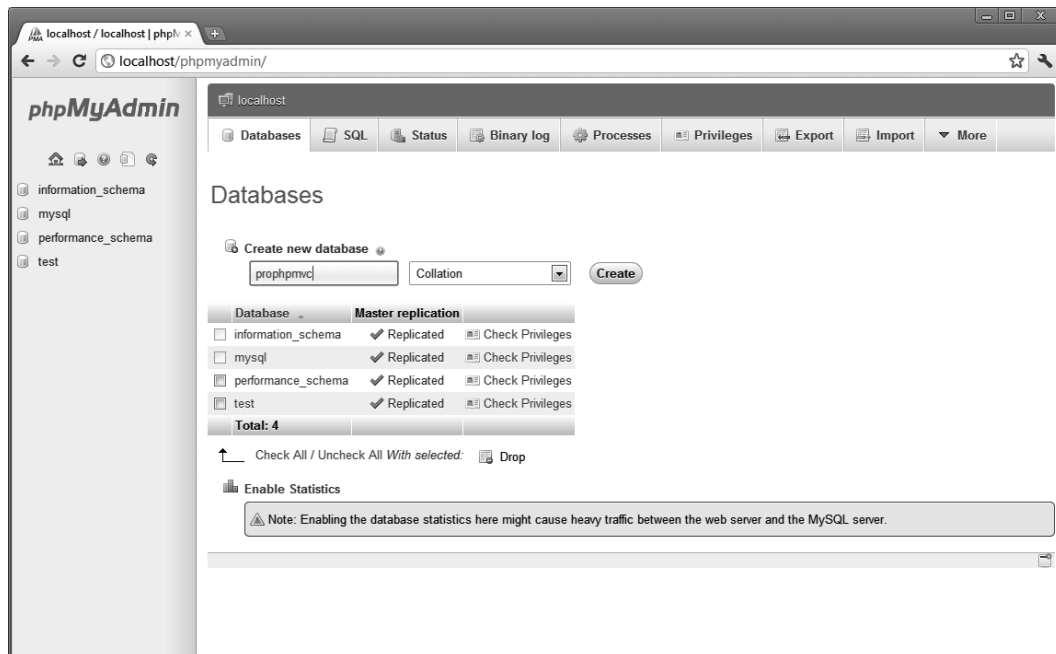 localhost / localhost | phpM
localhost/phpmyadmin/
phpMyAdmin
information_schema
mysql
performance_schema
test
localhost
Databases SQL Status Binary log Processes Privileges Export Import More
Databases
Create new database
prophpmvc Collation Create
Database Master replication
information_schema Replicated Check Privileges
mysql Replicated Check Privileges
performance_schema Replicated Check Privileges
test Replicated Check Privileges
Total: 4
Check All / Uncheck All With selected: Drop
Enable Statistics
Note: Enabling the database statistics here might cause heavy traffic between the web server and the MySQL server.